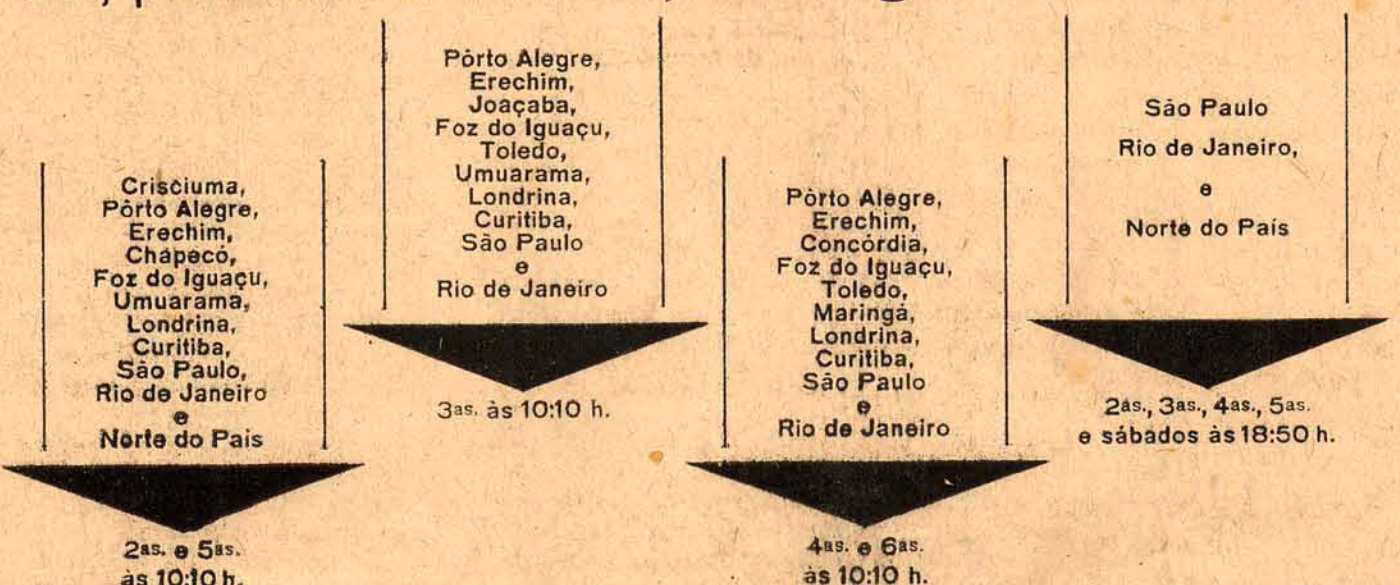 Crisciuma,
Pôrto Alegre,
Erechim,
Chapecó,
Foz do Iguaçu,
Umuarama,
Londrina,
Curitiba,
São Paulo,
Rio de Janeiro
e
Norte do País
2as. e 5as.
às 10:10 h.
Pôrto Alegre,
Erechim,
Joaçaba,
Foz do Iguaçu,
Toledo,
Umuarama,
Londrina,
Curitiba,
São Paulo
e
Rio de Janeiro
3as. às 10:10 h.
Pôrto Alegre,
Erechim,
Concórdia,
Foz do Iguaçu,
Toledo,
Maringá,
Londrina,
Curitiba,
São Paulo
e
Rio de Janeiro
4as. e 6as.
às 10:10 h.
São Paulo
Rio de Janeiro,
e
Norte do País
2as., 3as., 4as., 5as.
e sábados às 18:50 h.